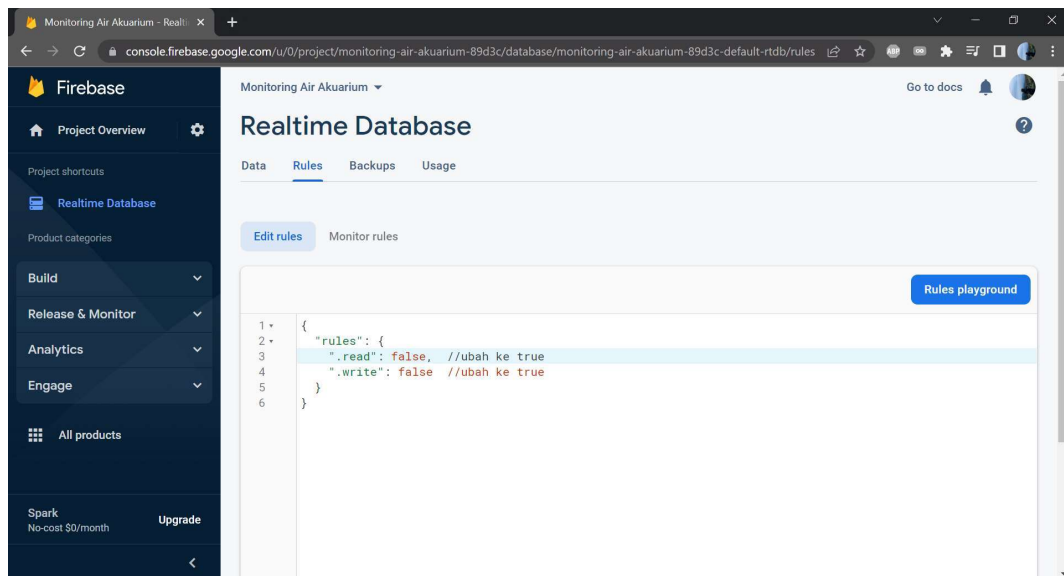 Monitoring Air Akuarium - Realti
console.firebase.google.com/u/0/project/monitoring-air-akuarium-89d3c/database/monitoring-air-akuarium-89d3c-default-rtdb/rules
ABP
Firebase
Project Overview
Project shortcuts
Realtime Database
Product categories
Build
Release & Monitor
Analytics
Engage
All products
Spark
No-cost $0/month
Upgrade
Monitoring Air Akuarium
Go to docs
Realtime Database
Data Rules Backups Usage
Edit rules Monitor rules
Rules playground
1 {
2 "rules": {
3 ".read": false, //ubah ke true
4 ".write": false //ubah ke true
5 }
6 }